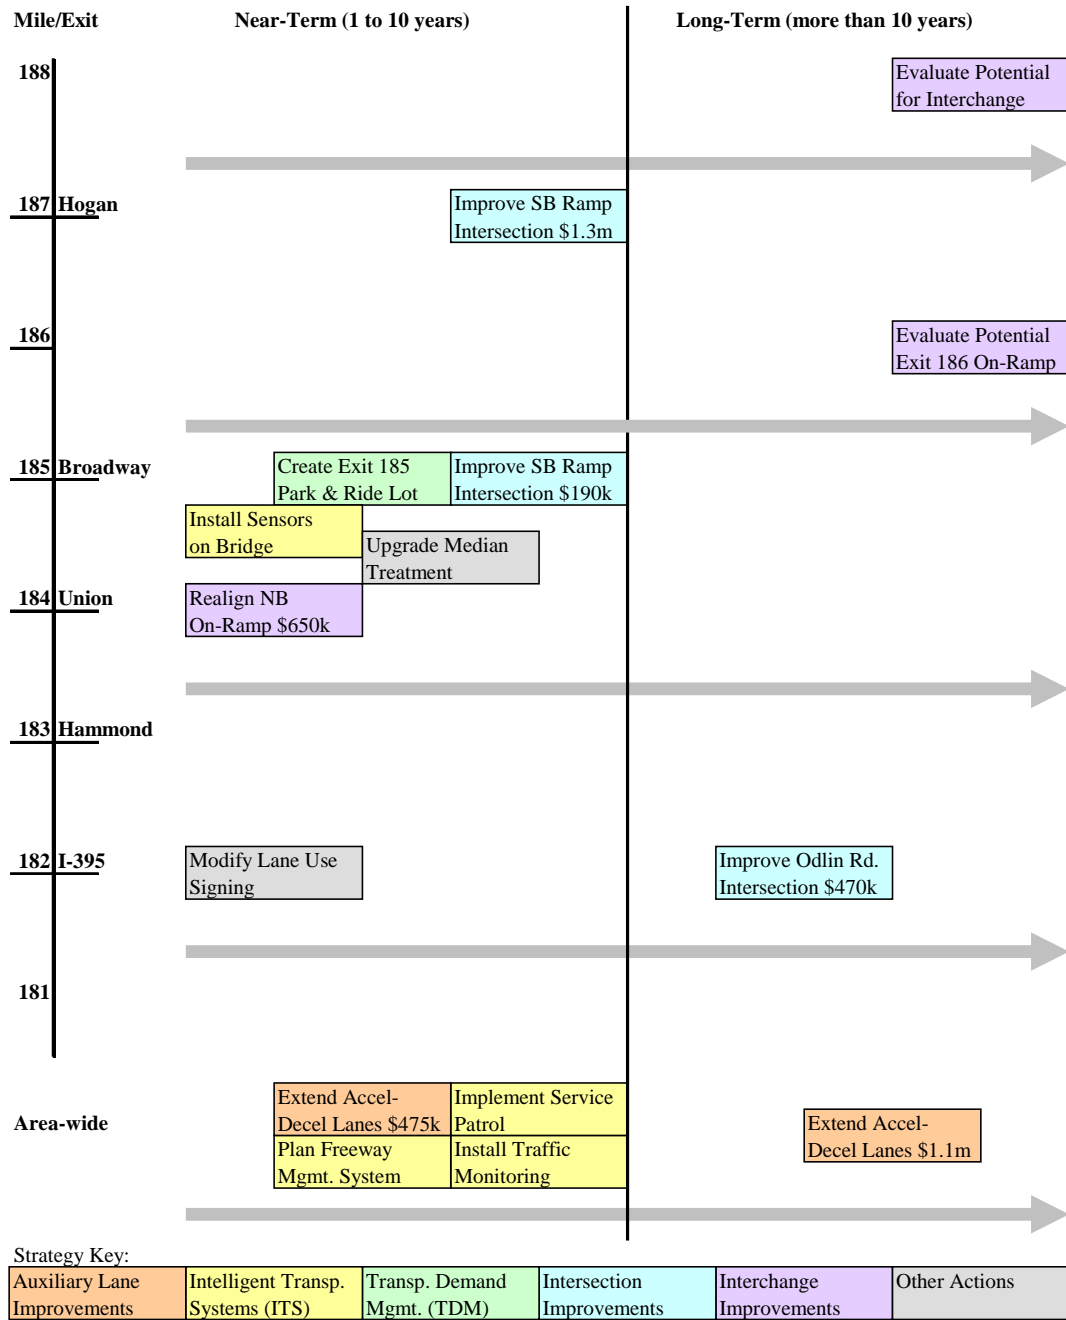 Mile/Exit
Near-Term (1 to 10 years)
Long-Term (more than 10 years)
188
Evaluate Potential
for Interchange
187 Hogan
Improve SB Ramp
Intersection $1.3m
186
Evaluate Potential
Exit 186 On-Ramp
185 Broadway
Create Exit 185
Park & Ride Lot
Improve SB Ramp
Intersection $190k
Install Sensors
on Bridge
Upgrade Median
Treatment
184 Union
Realign NB
On-Ramp $650k
183 Hammond
182 I-395
Modify Lane Use
Signing
Improve Odlin Rd.
Intersection $470k
181
Area-wide
Extend Accel-
Decel Lanes $475k
Implement Service
Patrol
Plan Freeway
Mgmt. System
Install Traffic
Monitoring
Extend Accel-
Decel Lanes $1.1m
Strategy Key:
Auxiliary Lane
Improvements
Intelligent Transp.
Systems (ITS)
Transp. Demand
Mgmt. (TDM)
Intersection
Improvements
Interchange
Improvements
Other Actions